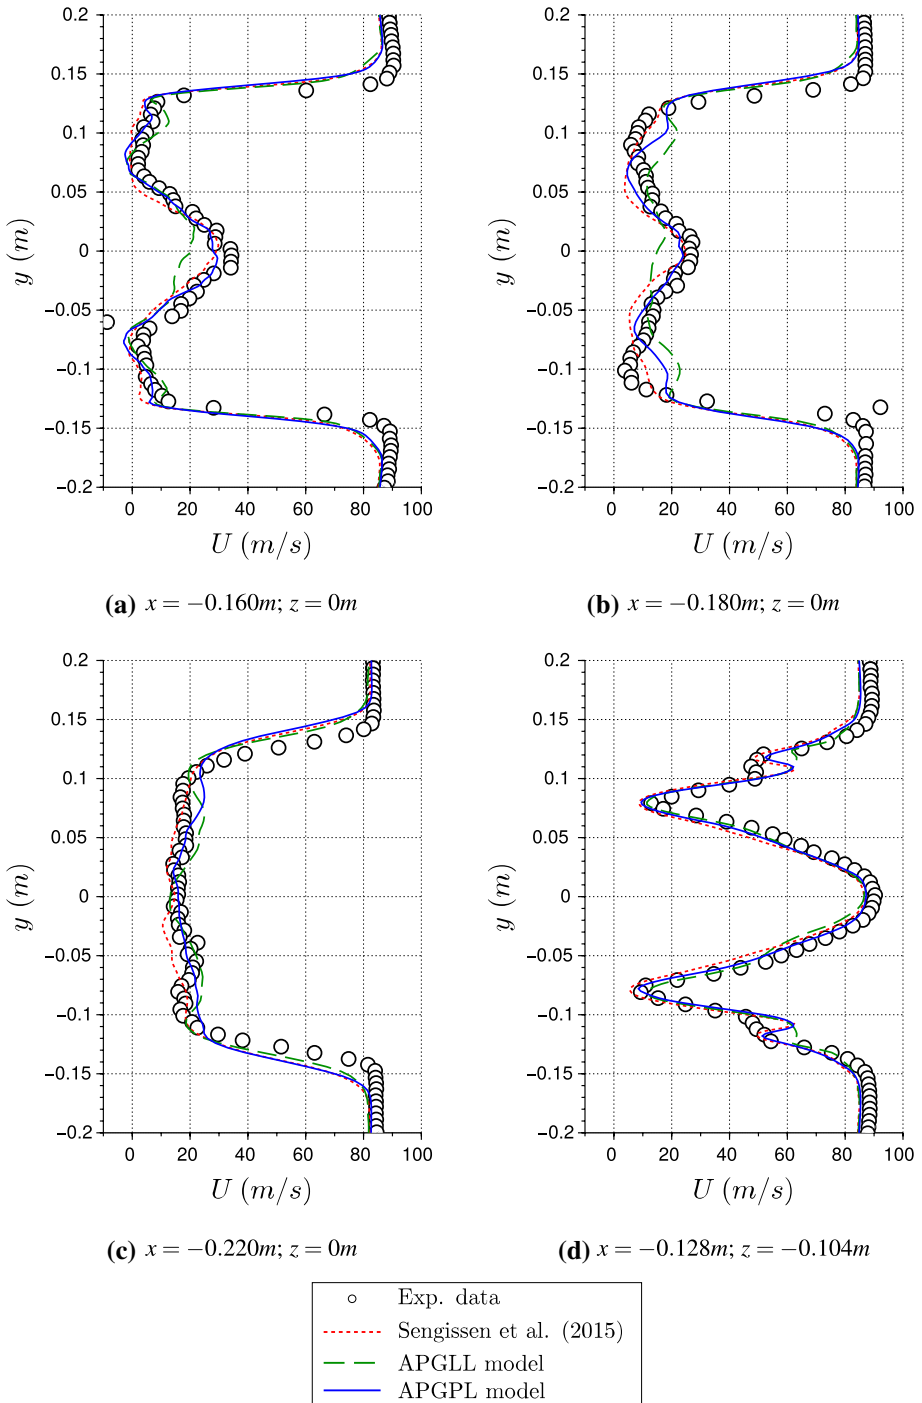 0.2
0.15
0.1
0.05
0
−0.05
−0.1
−0.15
−0.2
y (m)
0 20 40 60 80 100
U (m/s)
(a) x = −0.160m; z = 0m
0.2
0.15
0.1
0.05
0
−0.05
−0.1
−0.15
−0.2
y (m)
0 20 40 60 80 100
U (m/s)
(b) x = −0.180m; z = 0m
0.2
0.15
0.1
0.05
0
−0.05
−0.1
−0.15
−0.2
y (m)
0 20 40 60 80 100
U (m/s)
(c) x = −0.220m; z = 0m
0.2
0.15
0.1
0.05
0
−0.05
−0.1
−0.15
−0.2
y (m)
0 20 40 60 80 100
U (m/s)
(d) x = −0.128m; z = −0.104m
Exp. data
Sengissen et al. (2015)
APGLL model
APGPL model